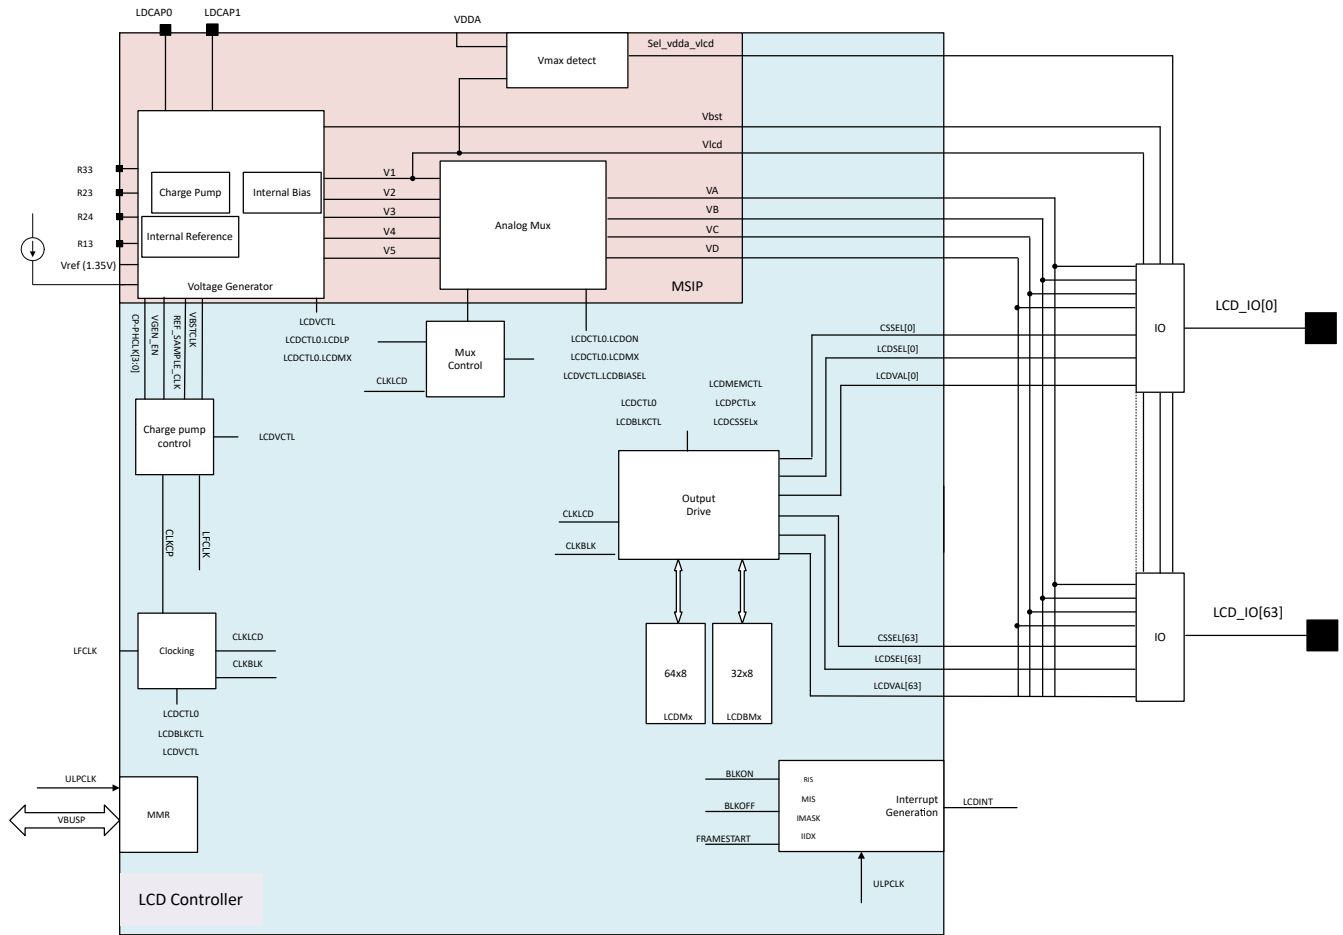 LDCAP0
LDCAP1
VDDA
Sel_vdda_vlcd
Vmax detect
Vbst
Vlcd
R33
R23
R24
R13
Vref (1.35V)
Charge Pump
Internal Bias
Internal Reference
Voltage Generator
V1
V2
V3
V4
V5
Analog Mux
VA
VB
VC
VD
MSIP
CP-PHCLK[3:0]
VGEN_EN
REF_SAMPLE_CLK
VBSTCLK
LCDVCTL
LCDCTL0.LCDLP
LCDCTL0.LCDMX
Mux
Control
CLKLCD
LCDCTL0.LCDON
LCDCTL0.LCDMX
LCDVCTL.LCDBIASEL
CSSEL[0]
LCDSEL[0]
LCDVAL[0]
IO
LCD_IO[0]
Charge pump
control
LCDVCTL
LCDCTL0
LCDBLKCTL
LCDMEMCTL
LCDPCTLx
LCDCSSELx
Output
Drive
CLKLCD
CLKBLK
CLKCP
LFCLK
LFCLK
Clocking
CLKLCD
CLKBLK
LCDCTL0
LCDBLKCTL
LCDVCTL
64x8
LCDMx
32x8
LCDBMx
CSSEL[63]
LCDSEL[63]
LCDVAL[63]
IO
LCD_IO[63]
ULPCLK
VBUSP
MMR
BLKON
BLKOFF
FRAMESTART
RIS
MIS
IMASK
IIDX
Interrupt
Generation
LCDINT
ULPCLK
LCD Controller